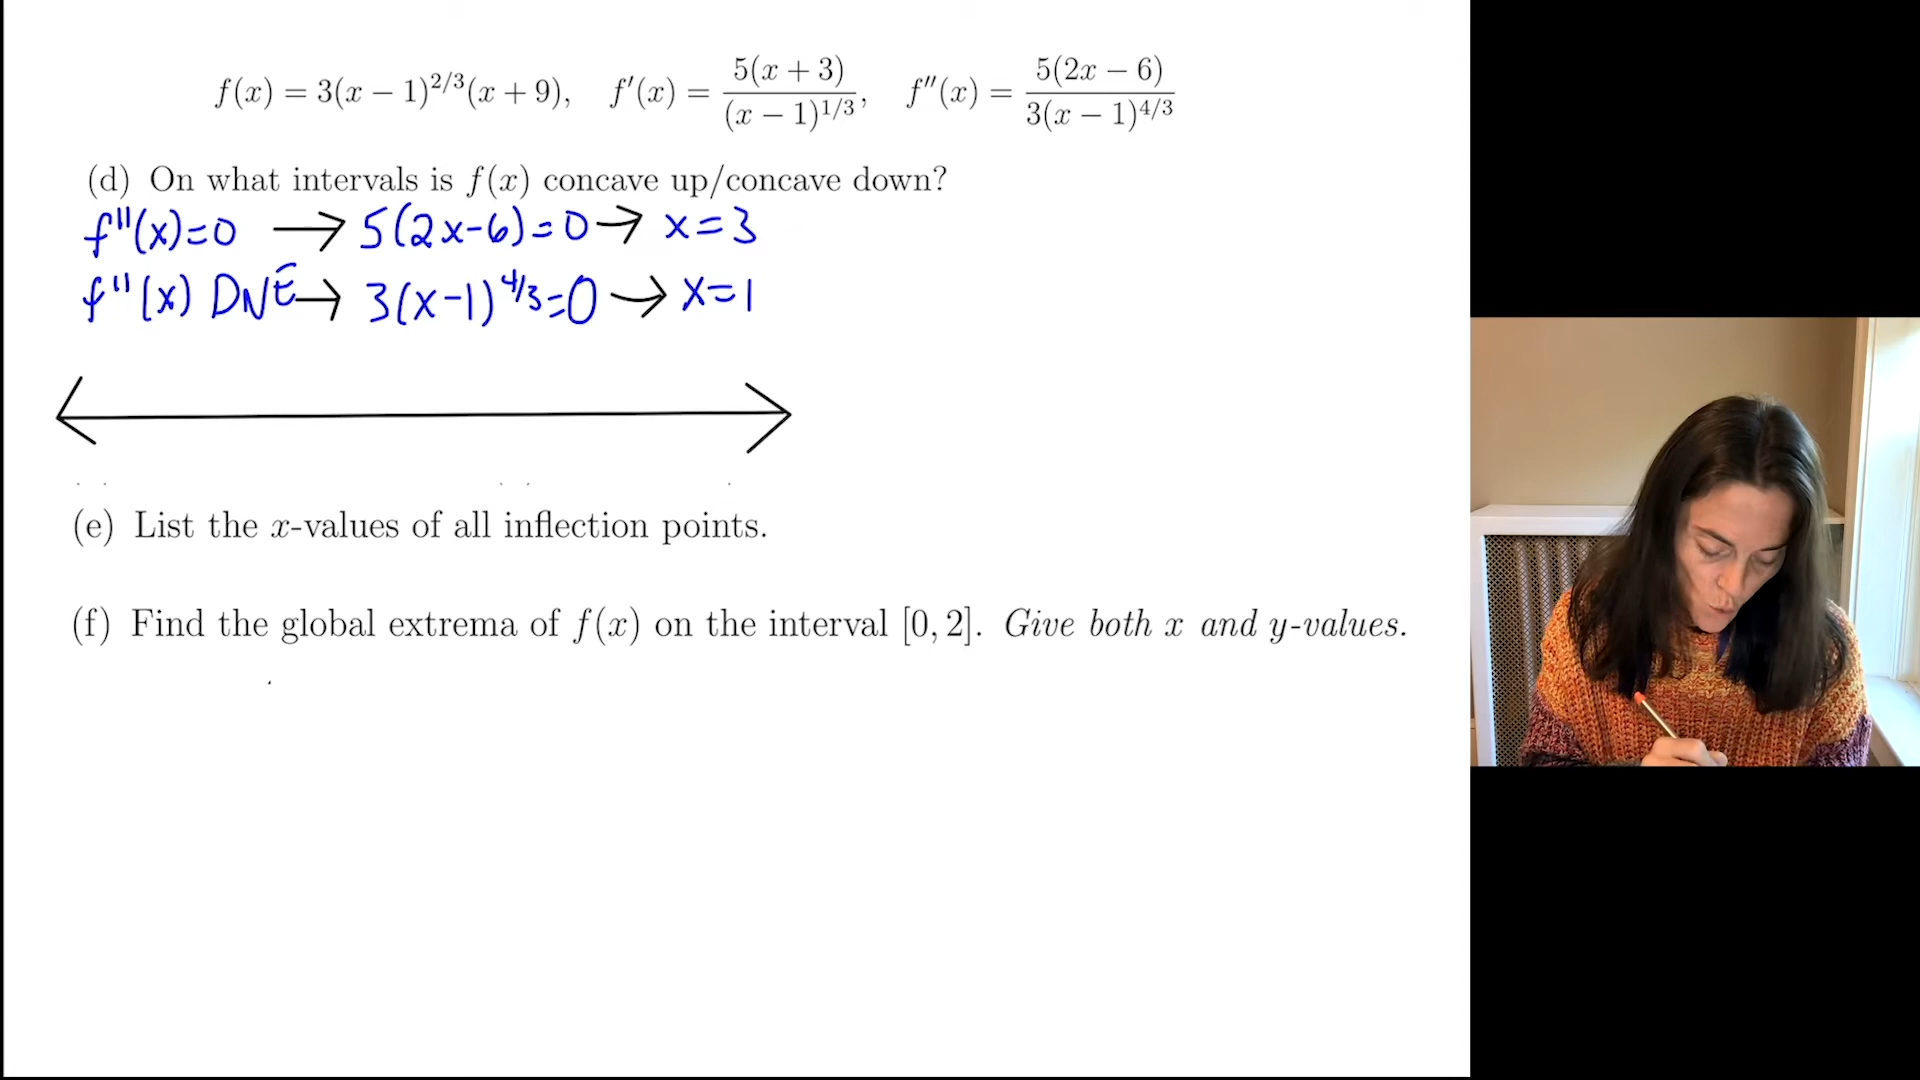 f(x) = 3(x − 1)^{2/3}(x + 9),   f′(x) = \frac{5(x + 3)}{(x − 1)^{1/3}},   f″(x) = \frac{5(2x − 6)}{3(x − 1)^{4/3}}
(d) On what intervals is f(x) concave up/concave down?
f″(x)=0 → 5(2x-6)=0 → x=3
f″(x) DNE → 3(x-1)^{4/3}=0 → x=1
(e) List the x-values of all inflection points.
(f) Find the global extrema of f(x) on the interval [0, 2]. Give both x and y-values.